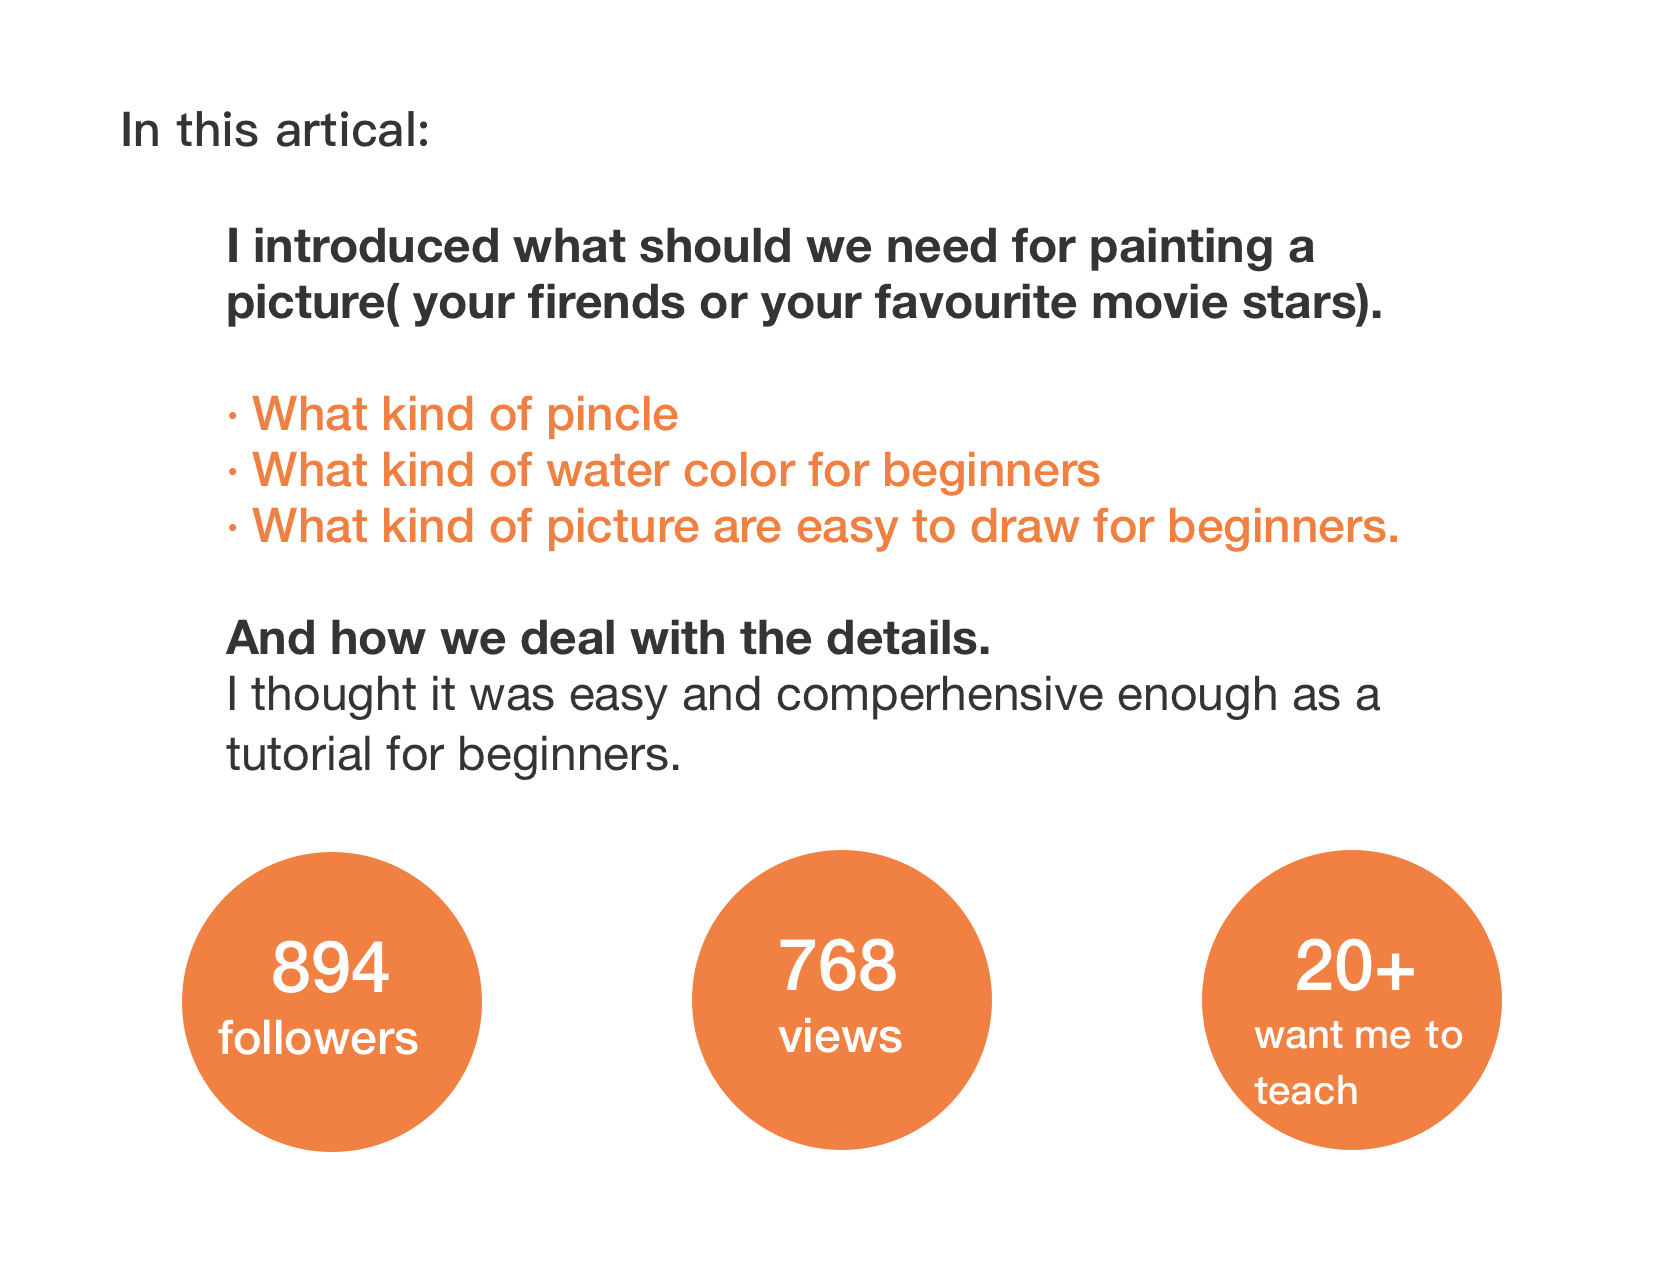 In this artical:
I introduced what should we need for painting a
picture( your firends or your favourite movie stars).
· What kind of pincle
· What kind of water color for beginners
· What kind of picture are easy to draw for beginners.
And how we deal with the details.
I thought it was easy and comperhensive enough as a
tutorial for beginners.
894
followers
768
views
20+
want me to
teach